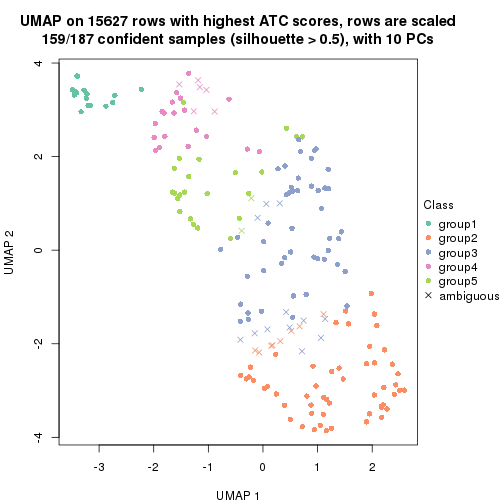 UMAP on 15627 rows with highest ATC scores, rows are scaled
159/187 confident samples (silhouette > 0.5), with 10 PCs
4
2
0
-2
-4
UMAP 2
-3
-2
-1
0
1
2
UMAP 1
Class
group1
group2
group3
group4
group5
ambiguous